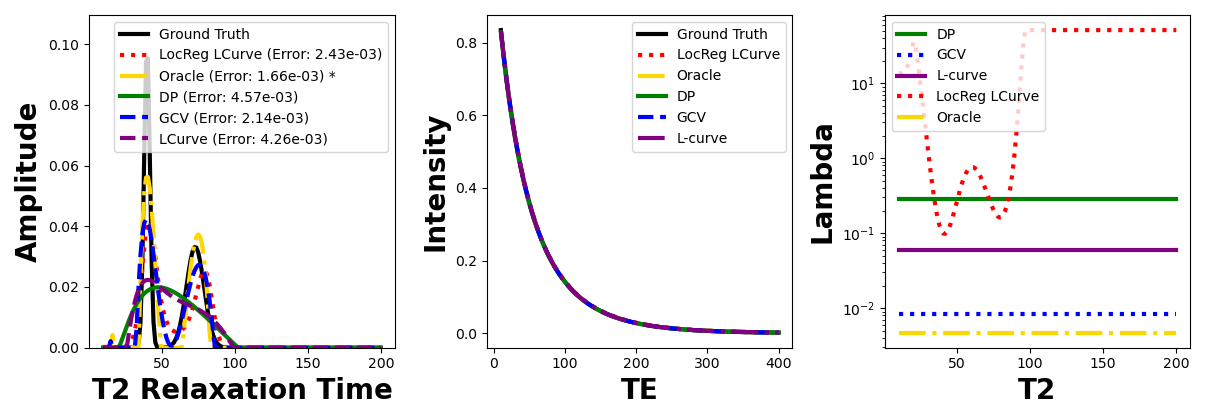 Amplitude
0.10
0.08
0.06
0.04
0.02
0.00
50
100
150
200
T2 Relaxation Time
Ground Truth
LocReg LCurve (Error: 2.43e-03)
Oracle (Error: 1.66e-03) *
DP (Error: 4.57e-03)
GCV (Error: 2.14e-03)
LCurve (Error: 4.26e-03)
Intensity
0.8
0.6
0.4
0.2
0.0
0
100
200
300
400
TE
Ground Truth
LocReg LCurve
Oracle
DP
GCV
L-curve
Lambda
10¹
10⁰
10⁻¹
10⁻²
50
100
150
200
T2
DP
GCV
L-curve
LocReg LCurve
Oracle